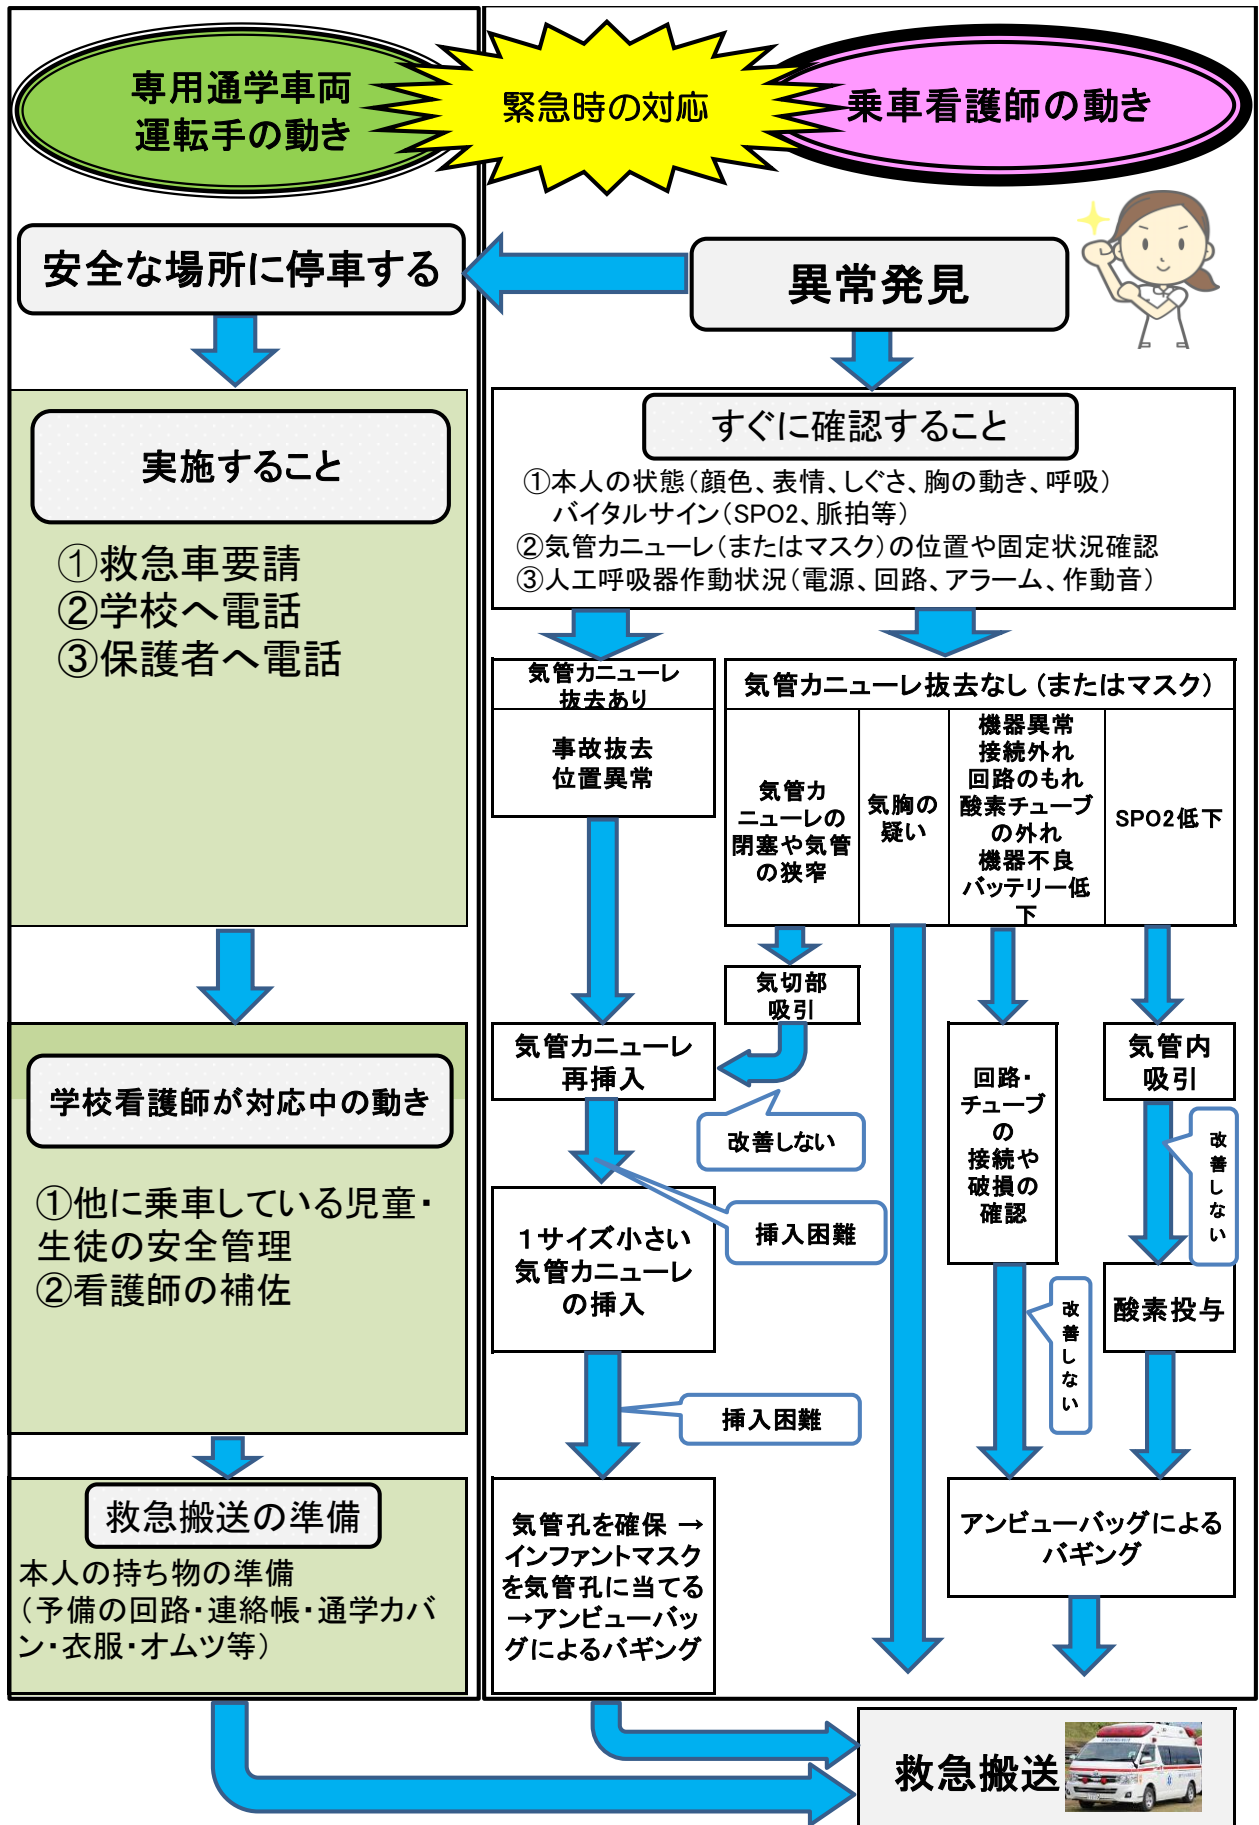 専用通学車両
運転手の動き
緊急時の対応
乗車看護師の動き
安全な場所に停車する
異常発見
実施すること
①救急車要請
②学校へ電話
③保護者へ電話
すぐに確認すること
①本人の状態（顔色、表情、しぐさ、胸の動き、呼吸）
バイタルサイン（SPO2、脈拍等）
②気管カニューレ（またはマスク）の位置や固定状況確認
③人工呼吸器作動状況（電源、回路、アラーム、作動音）
気管カニューレ
抜去あり
事故抜去
位置異常
気管カニューレ抜去なし（またはマスク）
気管カ
ニューレの
閉塞や気管
の狭窄
気胸の
疑い
機器異常
接続外れ
回路のもれ
酸素チューブ
の外れ
機器不良
バッテリー低
下
SPO2低下
気切部
吸引
気管カニューレ
再挿入
改善しない
挿入困難
1サイズ小さい
気管カニューレ
の挿入
挿入困難
気管孔を確保 →
インファントマスク
を気管孔に当てる
→アンビューバッ
グによるバギング
回路・
チューブ
の
接続や
破損の
確認
改善しない
気管内
吸引
改善しない
酸素投与
アンビューバッグによる
バギング
学校看護師が対応中の動き
①他に乗車している児童・
生徒の安全管理
②看護師の補佐
救急搬送の準備
本人の持ち物の準備
（予備の回路・連絡帳・通学カバ
ン・衣服・オムツ等）
救急搬送